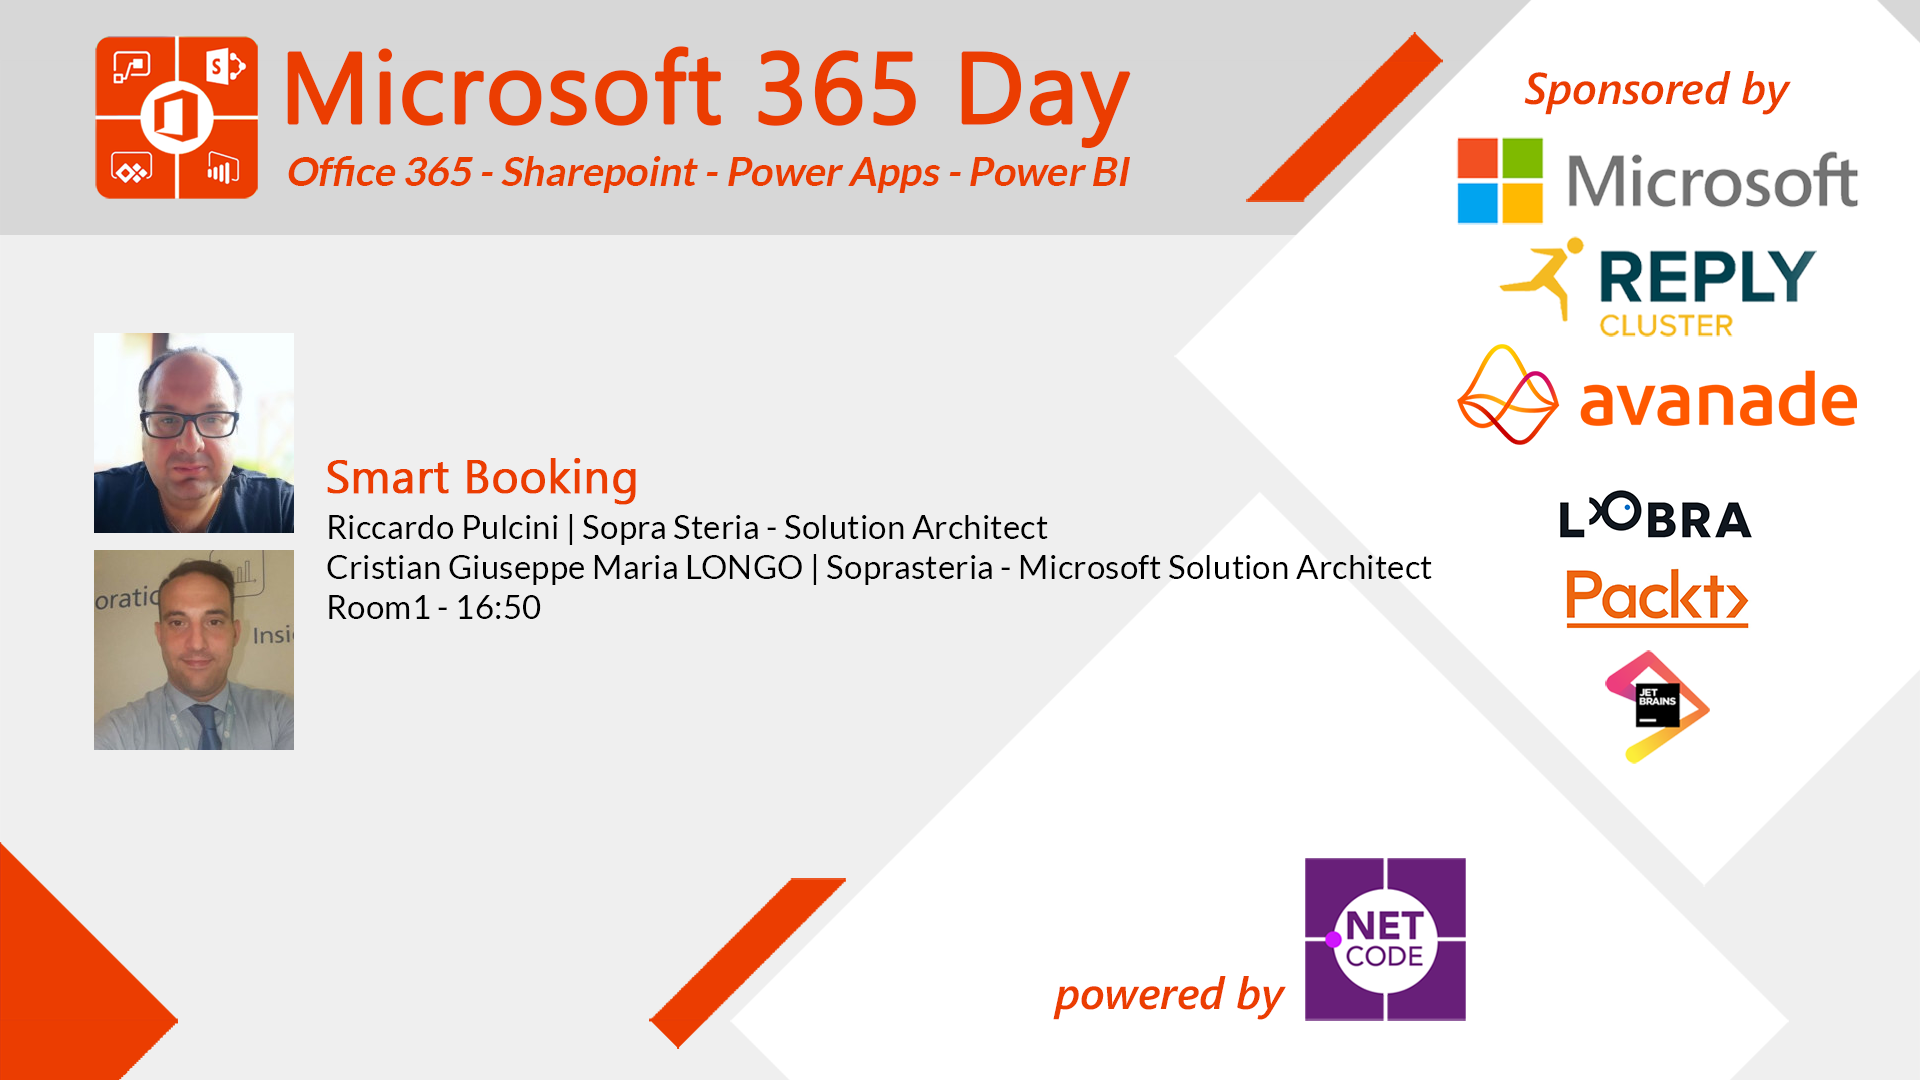 Microsoft 365 Day
Office 365 - Sharepoint - Power Apps - Power BI
Sponsored by
Microsoft
REPLY
CLUSTER
avanade
LOBRA
Packt>
JET
BRAINS
Smart Booking
Riccardo Pulcini | Sopra Steria - Solution Architect
Cristian Giuseppe Maria LONGO | Soprasteria - Microsoft Solution Architect
Room1 - 16:50
oratio
Insi
powered by
NET
CODE